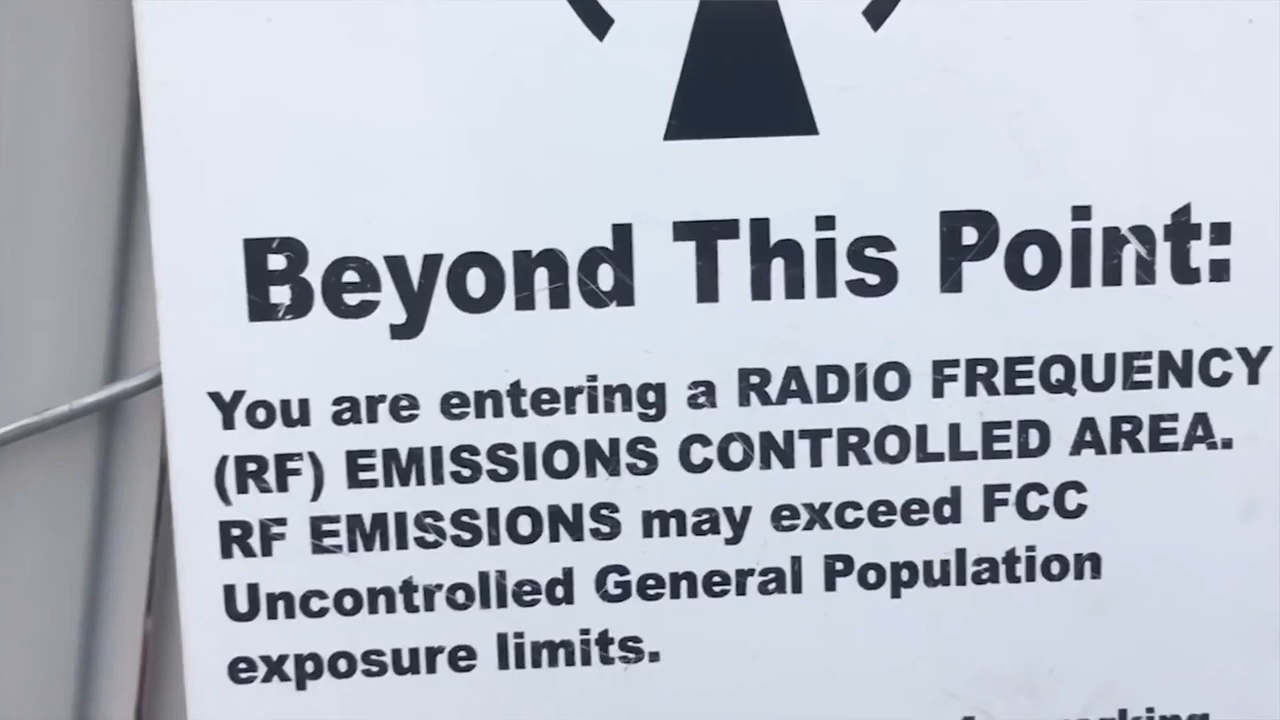 Beyond This Point:
You are entering a RADIO FREQUENCY
(RF) EMISSIONS CONTROLLED AREA.
RF EMISSIONS may exceed FCC
Uncontrolled General Population
exposure limits.